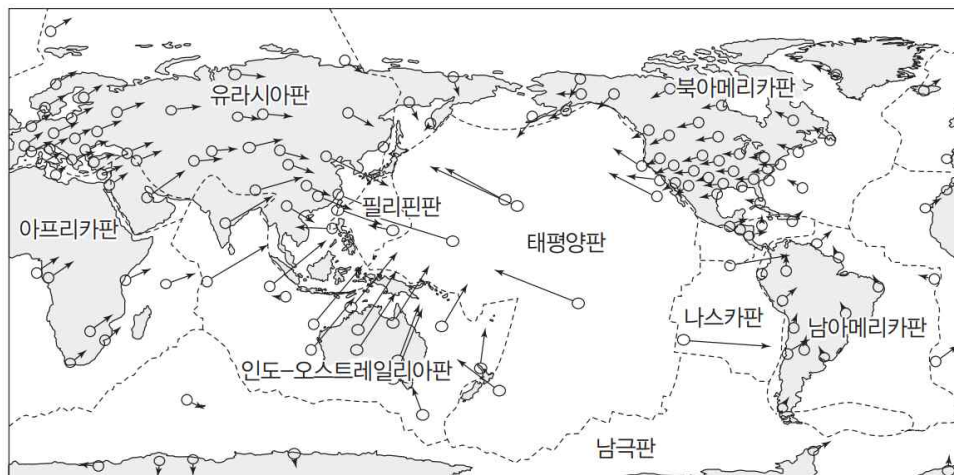 유라시아판
북아메리카판
아프리카판
필리핀판
태평양판
나스카판
남아메리카판
인도-오스트레일리아판
남극판